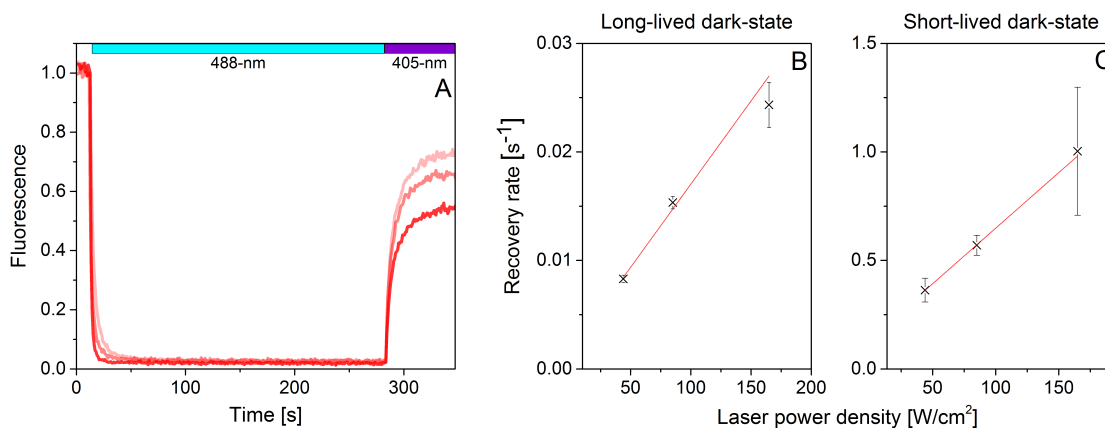 Long-lived dark-state
Short-lived dark-state
488-nm
405-nm
A
1.0
0.8
0.6
0.4
0.2
0.0
Fluorescence
0
100
200
300
Time [s]
B
0.03
0.02
0.01
0.00
Recovery rate [s⁻¹]
50
100
150
200
C
1.5
1.0
0.5
0.0
50
100
150
Laser power density [W/cm²]